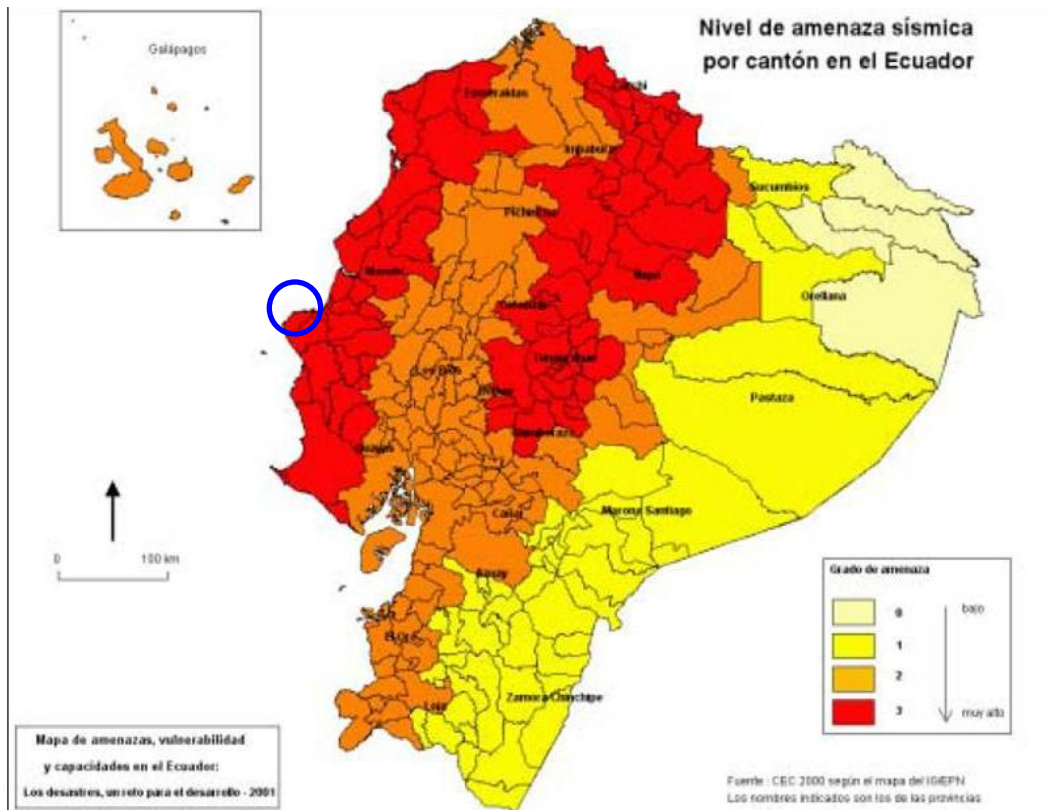 Nivel de amenaza sísmica
por cantón en el Ecuador
Galápagos
Esmeraldas
Carchi
Imbabura
Sucumbios
Pichincha
Manabi
Napo
Orellana
Cotopaxi
Tungurahua
Los Rios
Bolivar
Pastaza
Chimborazo
Guayas
Cañar
Morona Santiago
Azuay
El Oro
Loja
Zamora Chinchipe
0 100 km
Grado de amenaza
0 bajo
1
2
3 muy alto
Mapa de amenazas, vulnerabilidad
y capacidades en el Ecuador:
Los desastres, un reto para el desarrollo - 2001
Fuente : CEC 2000 según el mapa del IG/EPN
Los nombres indicados son los de las provincias